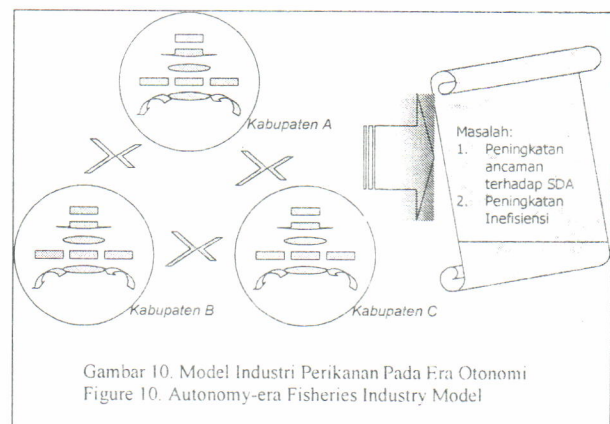 Kabupaten A
Masalah:
1. Peningkatan
ancaman
terhadap SDA
2. Peningkatan
Inefisiensi
Kabupaten B
Kabupaten C
Gambar 10. Model Industri Perikanan Pada Era Otonomi
Figure 10. Autonomy-era Fisheries Industry Model